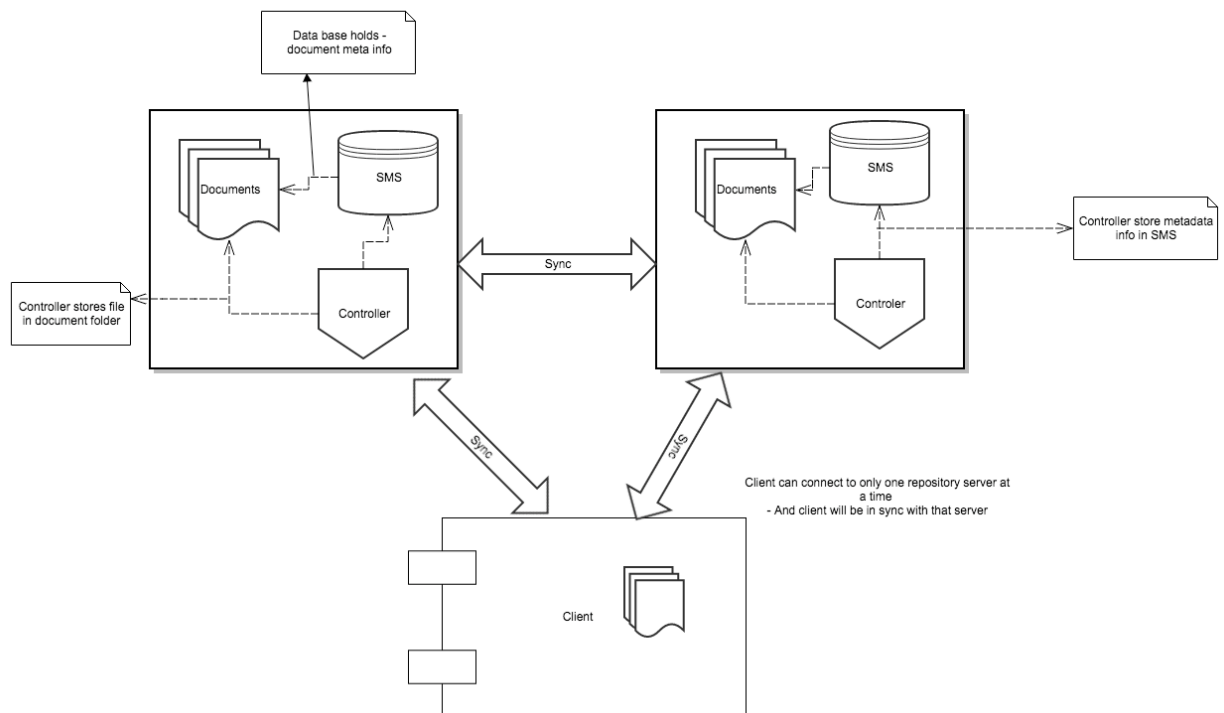 Data base holds -
document meta info
Documents
SMS
Controller
Controller stores file
in document folder
Sync
Documents
SMS
Controler
Controller store metadata
info in SMS
Sync
Sync
Client can connect to only one repository server at
a time
- And client will be in sync with that server
Client